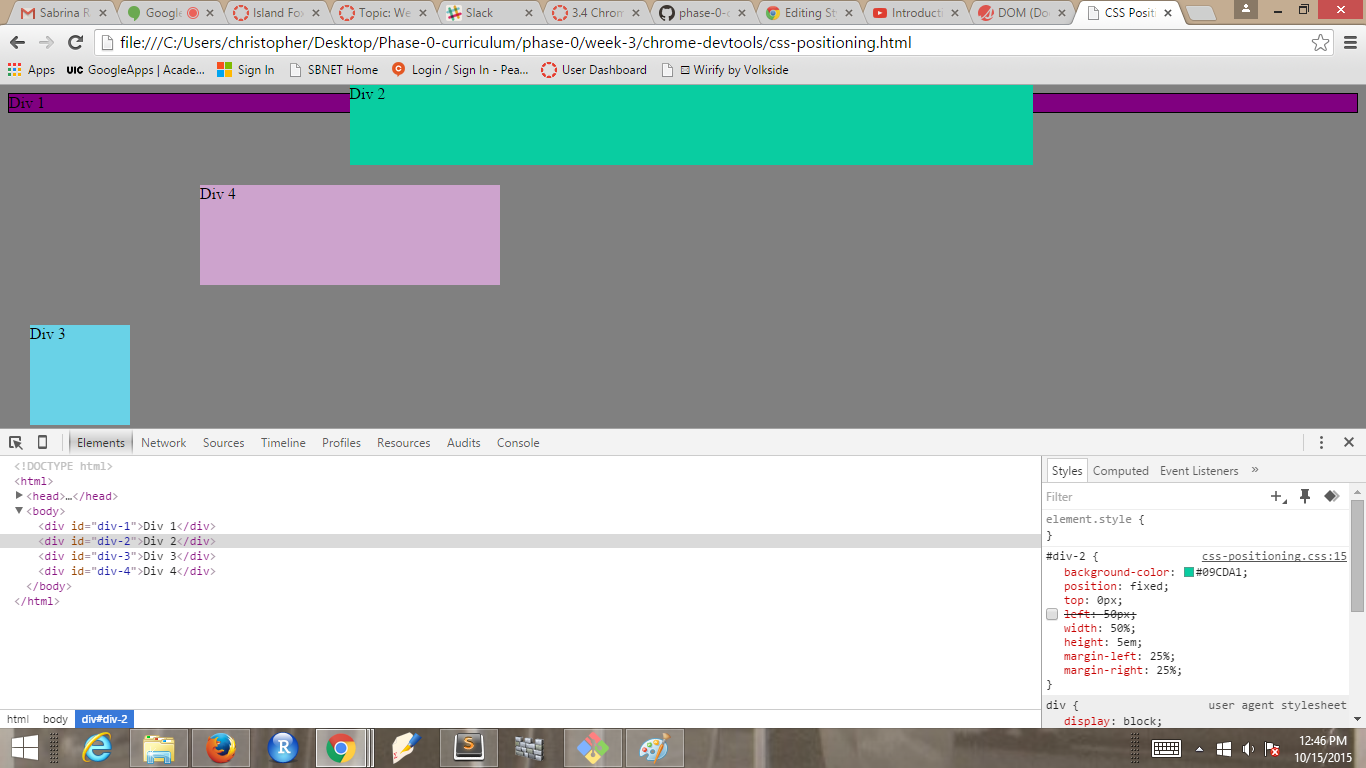 Sabrina R
Google
Island Fo
Topic: We
Slack
3.4 Chrom
phase-0-c
Editing St
Introducti
DOM (Do
CSS Positi
file:///C:/Users/christopher/Desktop/Phase-0-curriculum/phase-0/week-3/chrome-devtools/css-positioning.html
Apps
UIC GoogleApps | Acade...
Sign In
SBNET Home
C Login / Sign In - Pea...
User Dashboard
Wirify by Volkside
Div 1
Div 2
Div 4
Div 3
Elements Network Sources Timeline Profiles Resources Audits Console
<!DOCTYPE html>
<html>
<head>…</head>
<body>
<div id="div-1">Div 1</div>
<div id="div-2">Div 2</div>
<div id="div-3">Div 3</div>
<div id="div-4">Div 4</div>
</body>
</html>
html body div#div-2
Styles Computed Event Listeners »
Filter
element.style {
}
#div-2 { css-positioning.css:15
background-color: #09CDA1;
position: fixed;
top: 0px;
left: 50px;
width: 50%;
height: 5em;
margin-left: 25%;
margin-right: 25%;
}
div { user agent stylesheet
display: block;
R
S
12:46 PM
10/15/2015